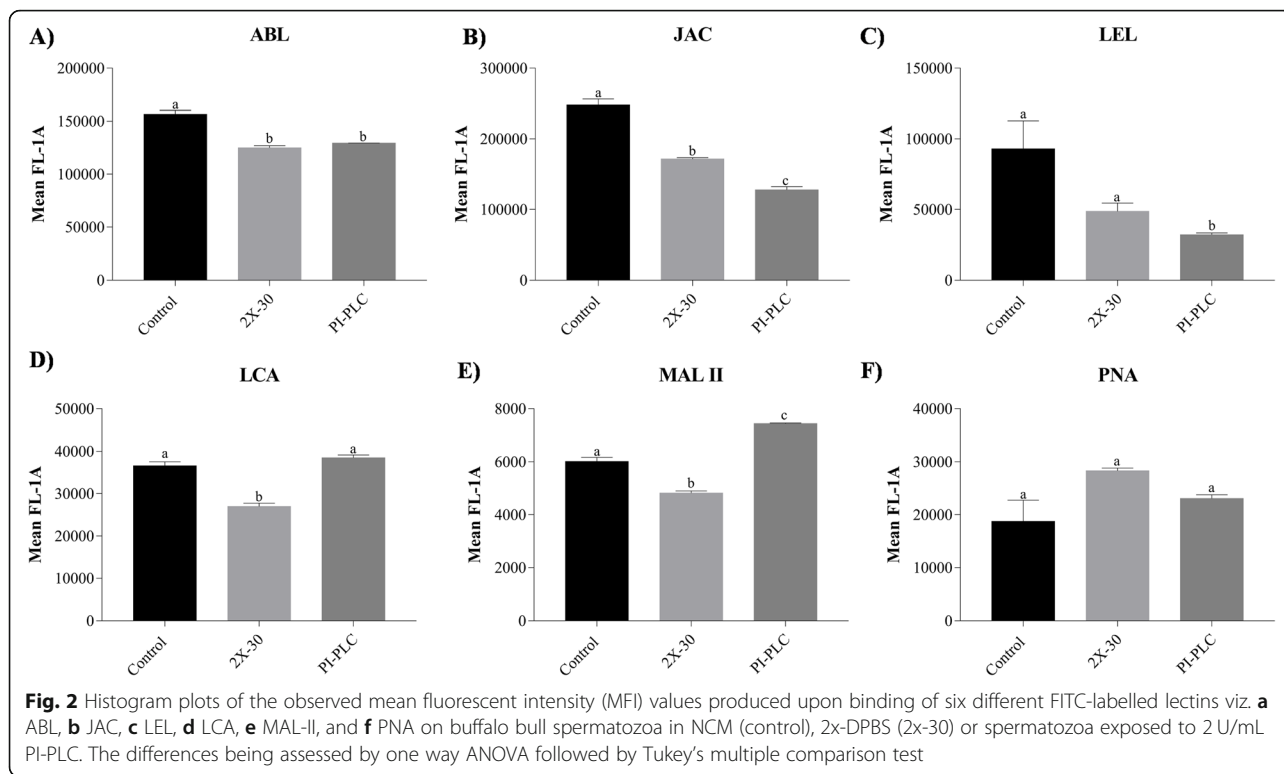 A)
ABL
Mean FL-1A
200000
150000
100000
50000
0
a
b
b
Control
2X-30
PI-PLC
B)
JAC
Mean FL-1A
300000
200000
100000
0
a
b
c
Control
2X-30
PI-PLC
C)
LEL
Mean FL-1A
150000
100000
50000
0
a
a
b
Control
2X-30
PI-PLC
D)
LCA
Mean FL-1A
50000
40000
30000
20000
10000
0
a
b
a
Control
2X-30
PI-PLC
E)
MAL II
Mean FL-1A
8000
6000
4000
2000
0
a
b
c
Control
2X-30
PI-PLC
F)
PNA
Mean FL-1A
40000
30000
20000
10000
0
a
a
a
Control
2X-30
PI-PLC
Fig. 2 Histogram plots of the observed mean fluorescent intensity (MFI) values produced upon binding of six different FITC-labelled lectins viz. a
ABL, b JAC, c LEL, d LCA, e MAL-II, and f PNA on buffalo bull spermatozoa in NCM (control), 2x-DPBS (2x-30) or spermatozoa exposed to 2 U/mL
PI-PLC. The differences being assessed by one way ANOVA followed by Tukey's multiple comparison test